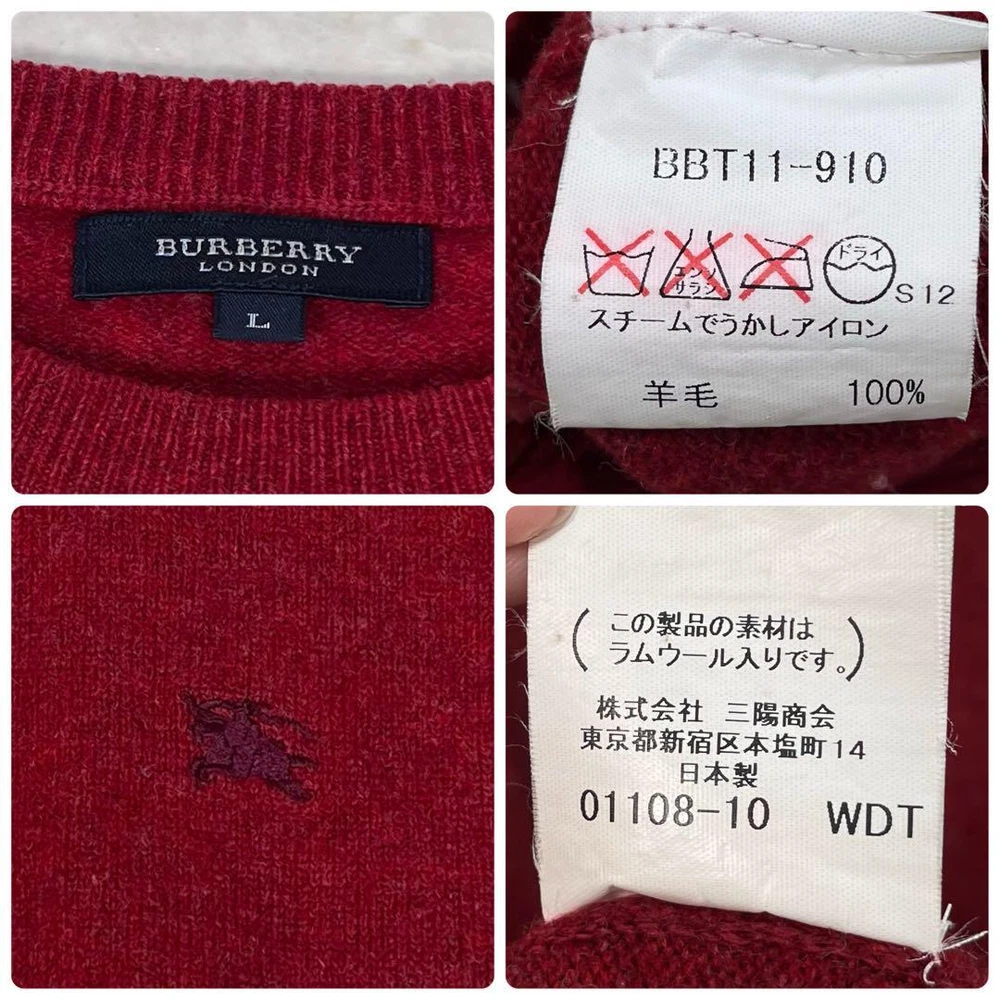 BURBERRY
LONDON
L
BBT11-910
エンソ
サラシ
ドライ
S12
スチームでうかしアイロン
羊毛 100%
この製品の素材は
ラムウール入りです。
株式会社 三陽商会
東京都新宿区本塩町14
日本製
01108-10 WDT